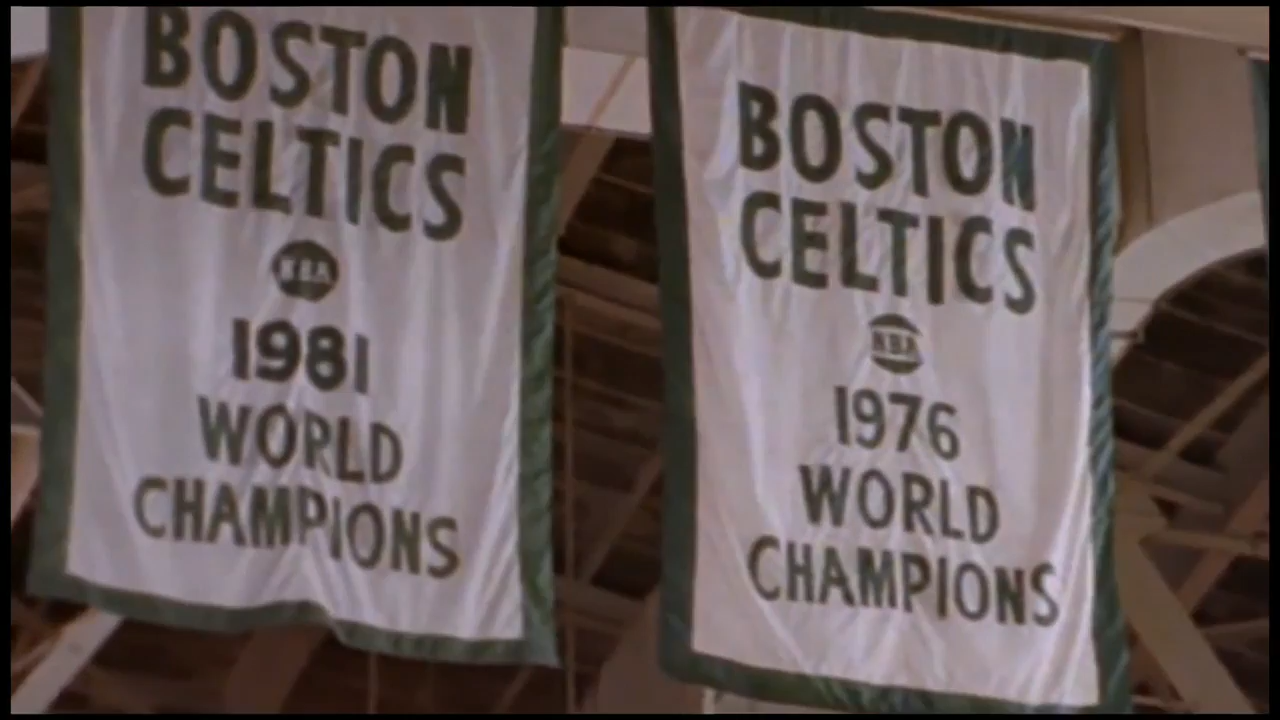 BOSTON
CELTICS
NBA
1981
WORLD
CHAMPIONS
BOSTON
CELTICS
NBA
1976
WORLD
CHAMPIONS